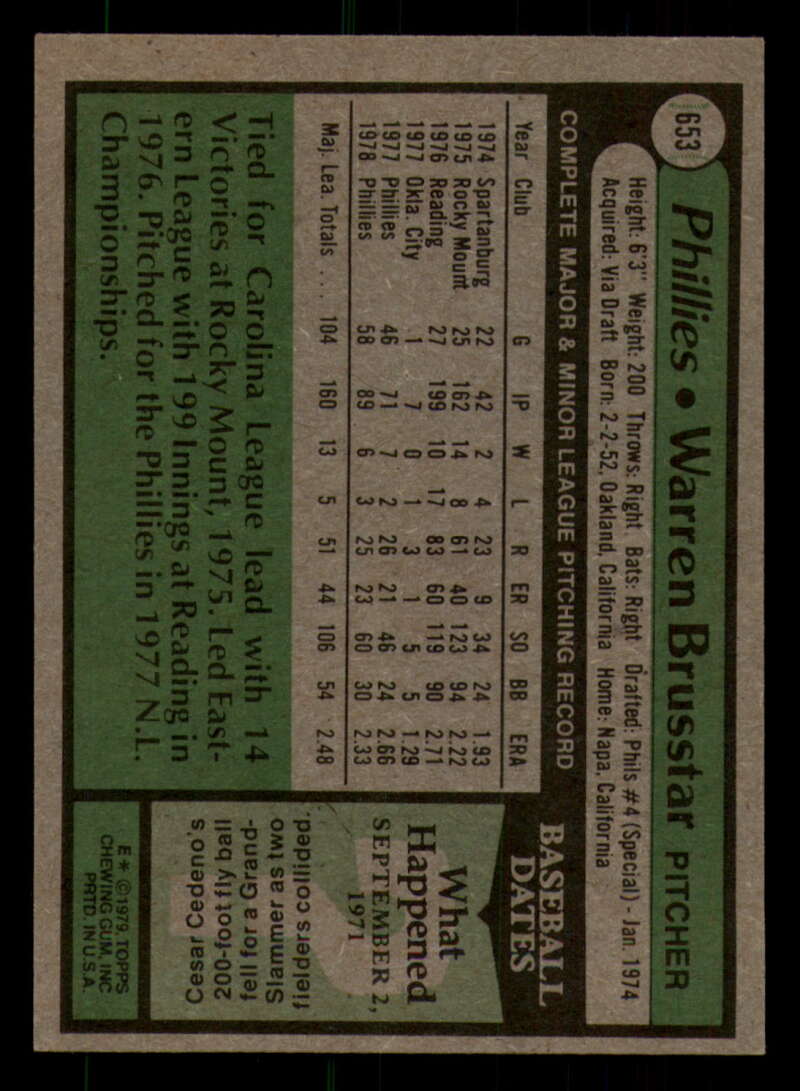 653
Phillies • Warren Brusstar PITCHER
Height: 6'3" Weight: 200 Throws: Right Bats: Right Drafted: Phils #4 (Special) - Jan. 1974
Acquired: Via Draft Born: 2-2-52, Oakland, California Home: Napa, California
COMPLETE MAJOR & MINOR LEAGUE PITCHING RECORD
Year Club G IP W L R ER SO BB ERA
1974 Spartanburg 22 42 2 4 23 9 34 24 1.93
1975 Rocky Mount 25 162 14 8 61 40 123 94 2.22
1976 Reading 27 199 10 17 83 60 119 90 2.71
1977 Okla. City 1 7 0 1 3 1 5 5 1.29
1977 Phillies 46 71 7 2 26 21 46 24 2.66
1978 Phillies 58 89 6 3 25 23 60 30 2.33
Maj. Lea. Totals . . . 104 160 13 5 51 44 106 54 2.48
Tied for Carolina League lead with 14
Victories at Rocky Mount, 1975. Led East-
ern League with 199 Innings at Reading in
1976. Pitched for the Phillies in 1977 N.L.
Championships.
BASEBALL
DATES
What
Happened
SEPTEMBER 2,
1971
Cesar Cedeno's
200-foot fly ball
fell for a Grand-
Slammer as two
fielders collided.
E * © 1979. TOPPS
CHEWING GUM, INC
PRTD. IN U.S.A.